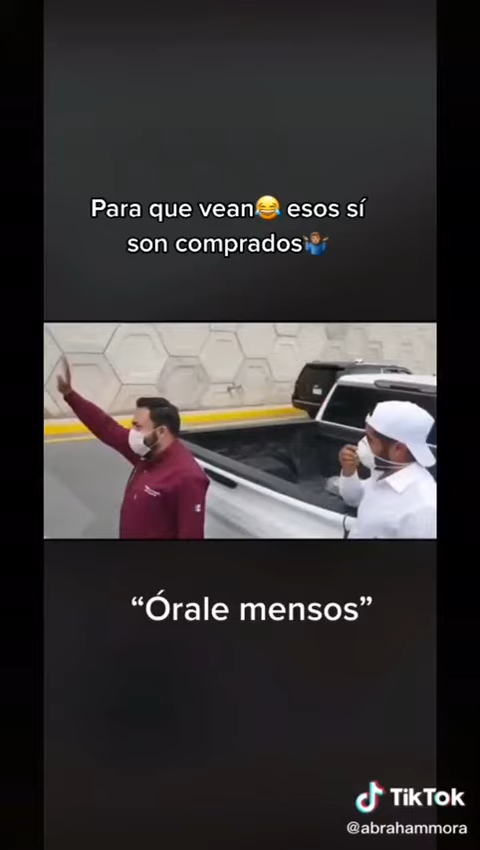 Para que vean😂 esos sí
son comprados🤷🏽‍♂️
“Órale mensos”
TikTok
@abrahammora